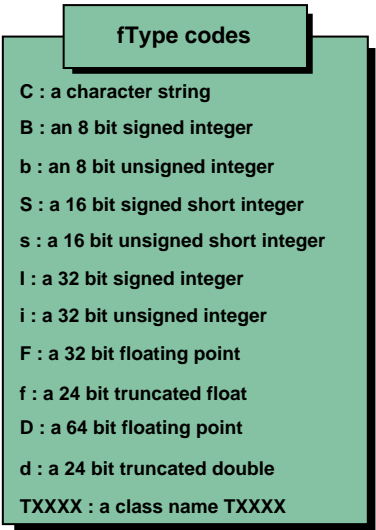 fType codes
C : a character string
B : an 8 bit signed integer
b : an 8 bit unsigned integer
S : a 16 bit signed short integer
s : a 16 bit unsigned short integer
I : a 32 bit signed integer
i : a 32 bit unsigned integer
F : a 32 bit floating point
f : a 24 bit truncated float
D : a 64 bit floating point
d : a 24 bit truncated double
TXXXX : a class name TXXXX